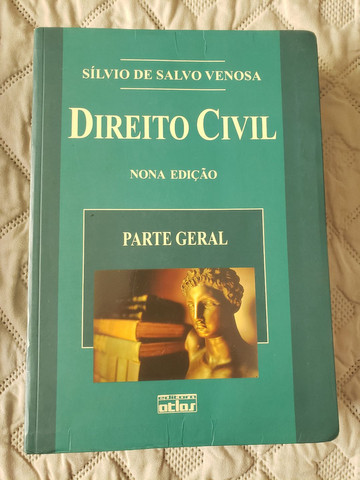 SÍLVIO DE SALVO VENOSA
DIREITO CIVIL
NONA EDIÇÃO
PARTE GERAL
editora
atlas